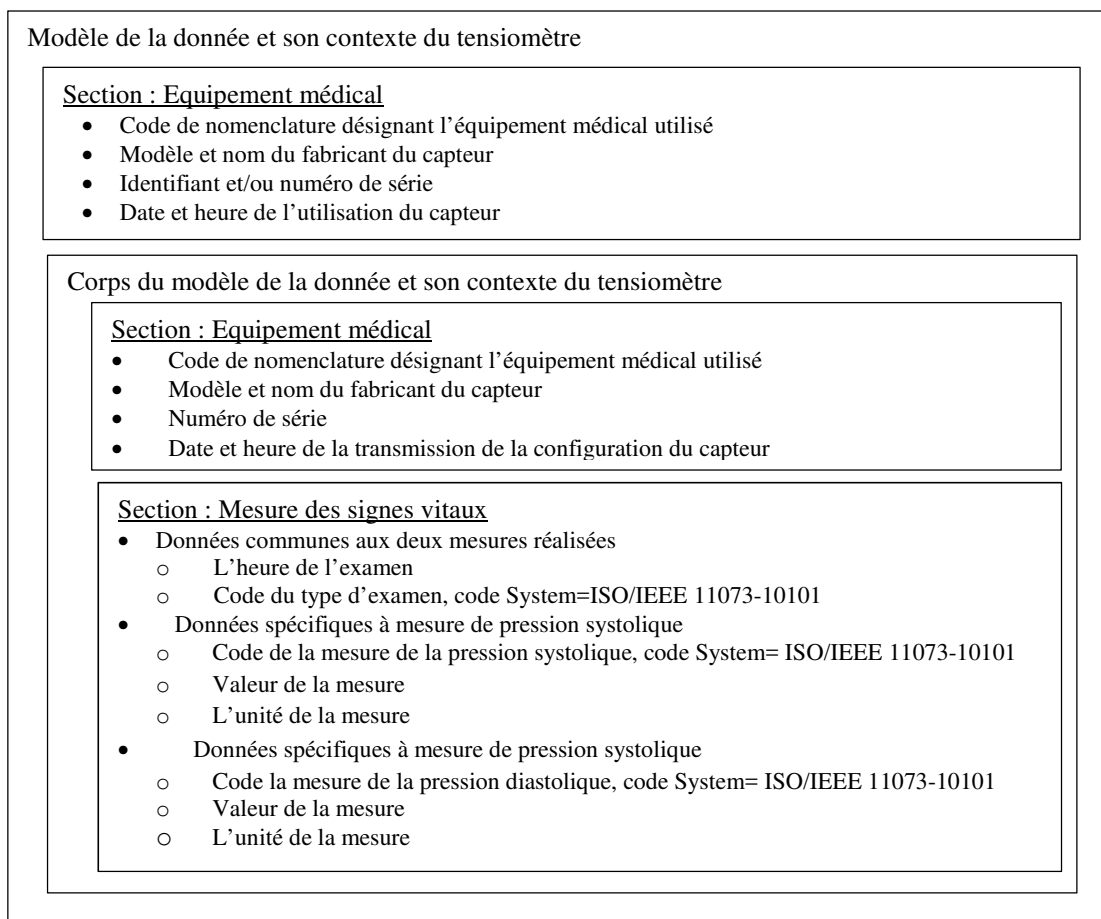 Modèle de la donnée et son contexte du tensiomètre
Section : Equipement médical
• Code de nomenclature désignant l'équipement médical utilisé
• Modèle et nom du fabricant du capteur
• Identifiant et/ou numéro de série
• Date et heure de l'utilisation du capteur
Corps du modèle de la donnée et son contexte du tensiomètre
Section : Equipement médical
• Code de nomenclature désignant l'équipement médical utilisé
• Modèle et nom du fabricant du capteur
• Numéro de série
• Date et heure de la transmission de la configuration du capteur
Section : Mesure des signes vitaux
• Données communes aux deux mesures réalisées
o L'heure de l'examen
o Code du type d'examen, code System=ISO/IEEE 11073-10101
• Données spécifiques à mesure de pression systolique
o Code de la mesure de la pression systolique, code System= ISO/IEEE 11073-10101
o Valeur de la mesure
o L'unité de la mesure
• Données spécifiques à mesure de pression systolique
o Code la mesure de la pression diastolique, code System= ISO/IEEE 11073-10101
o Valeur de la mesure
o L'unité de la mesure